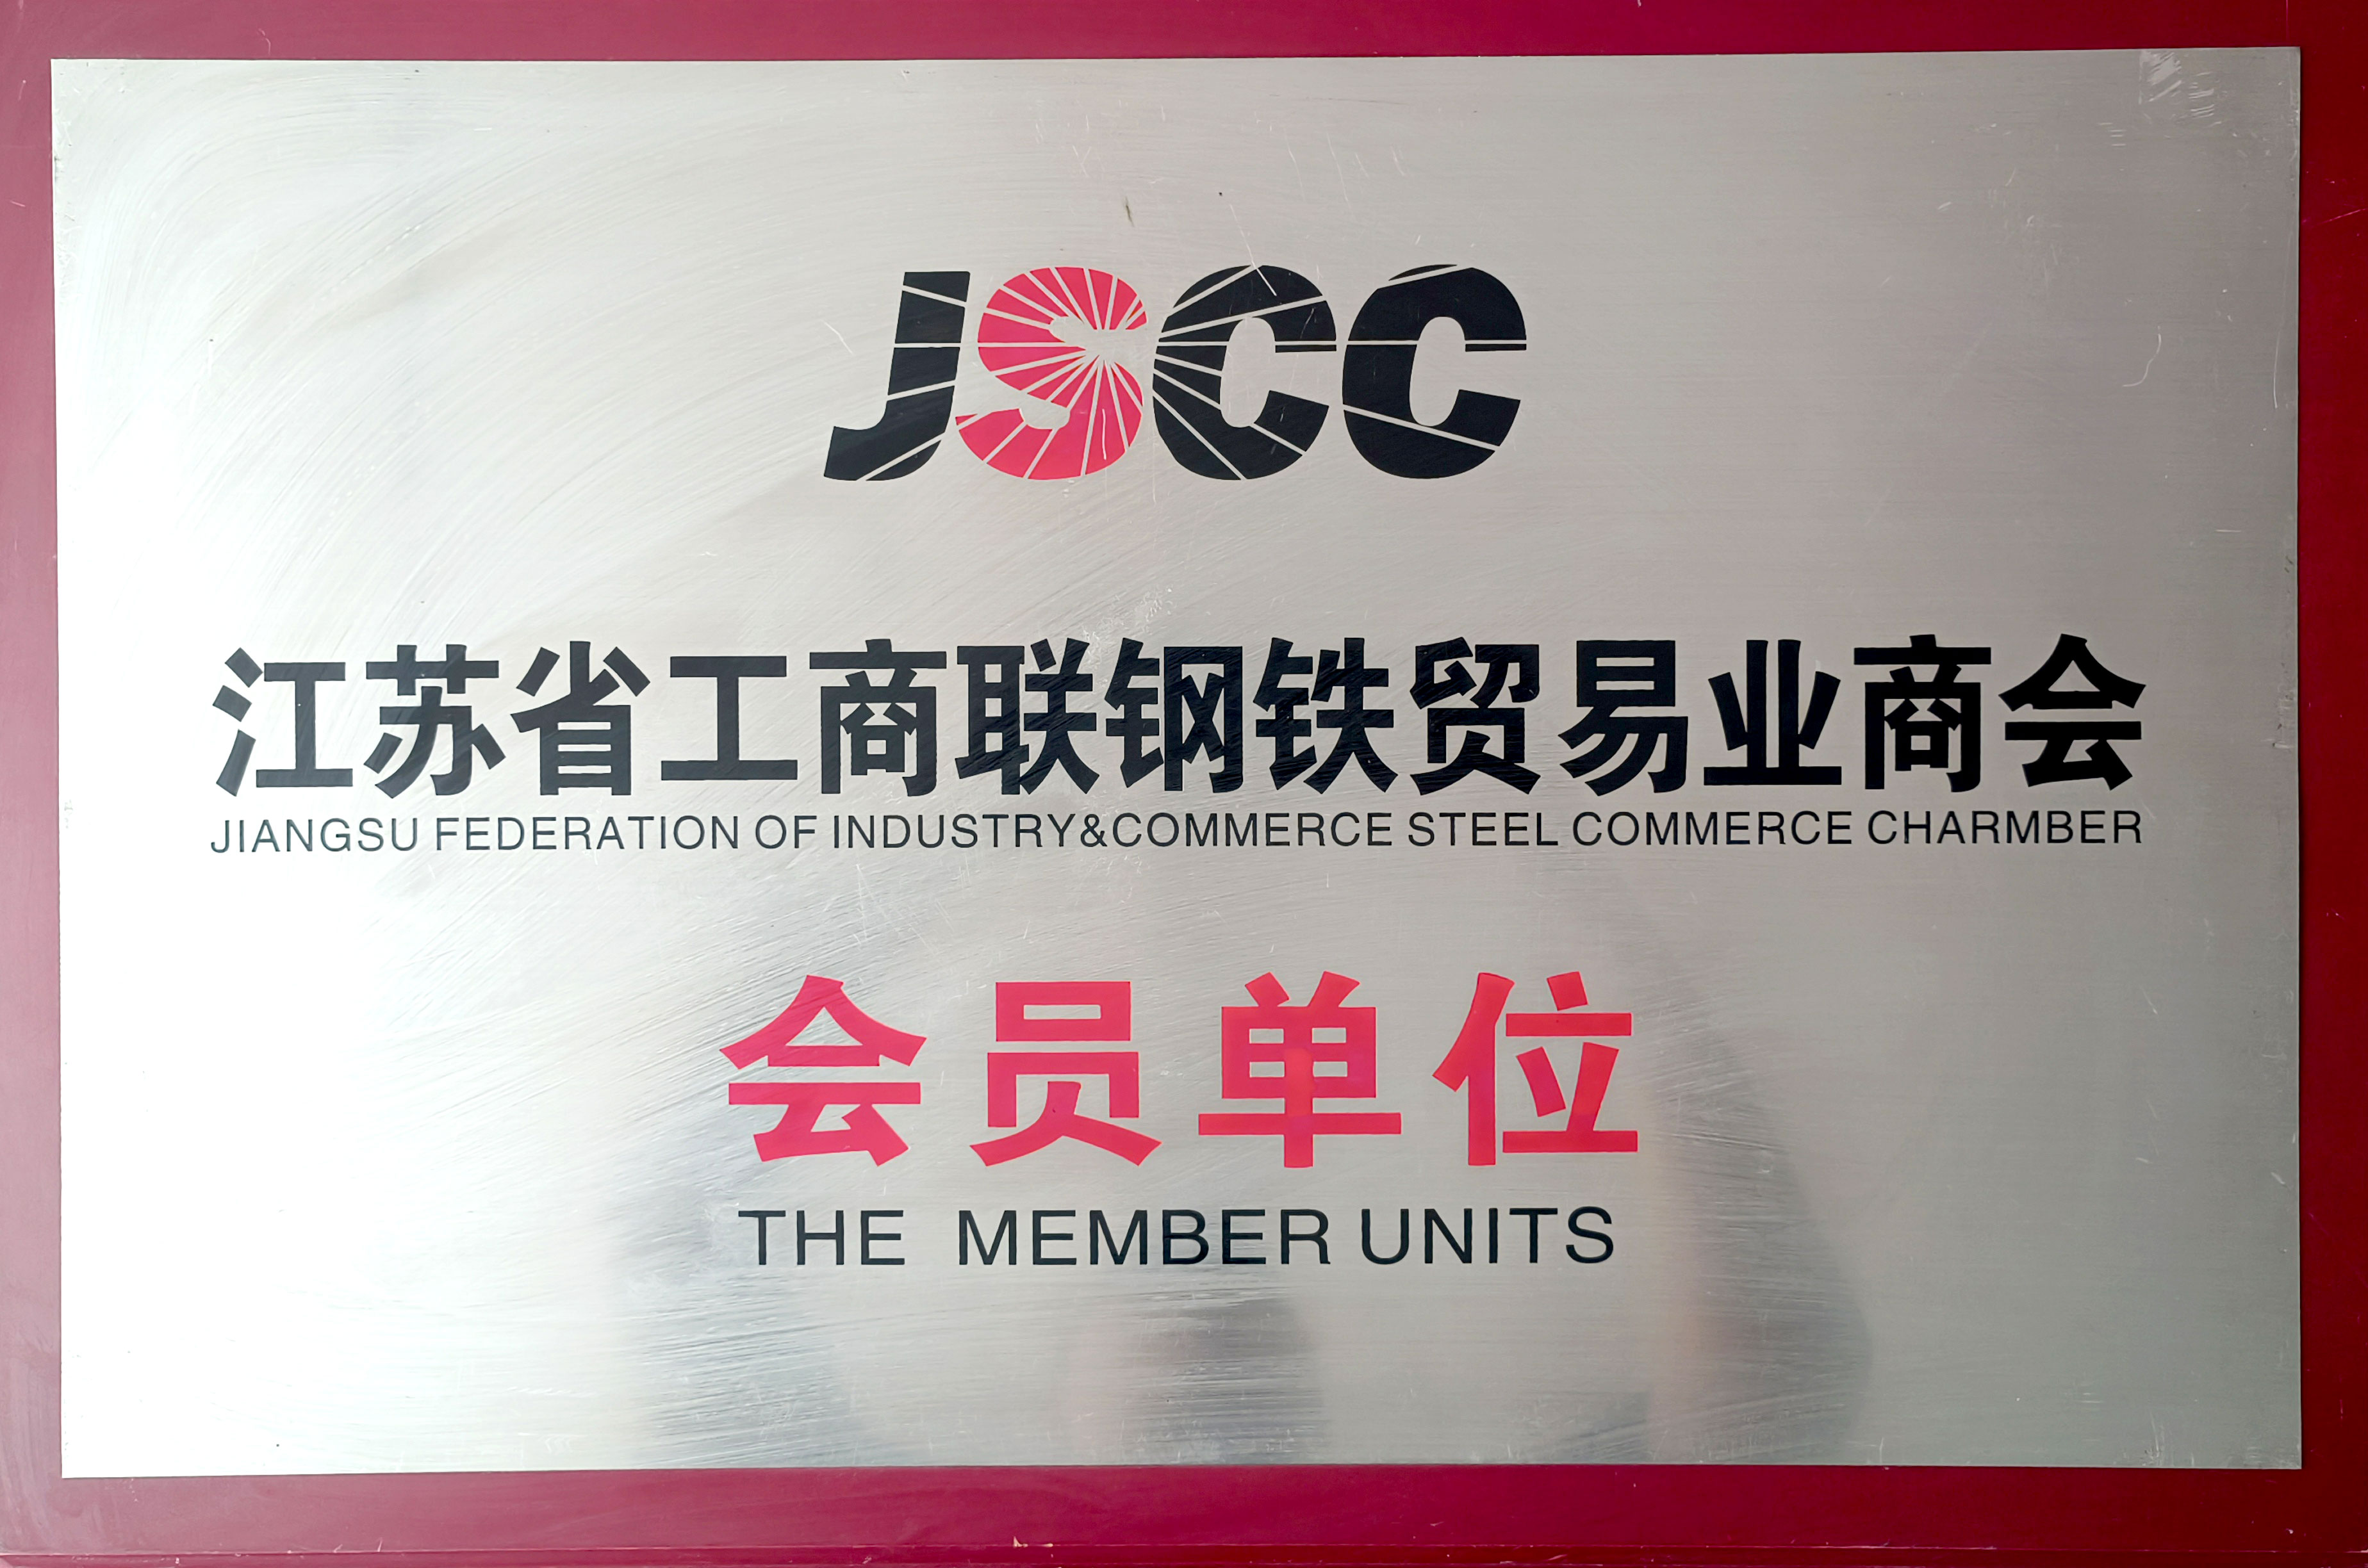 JSCC
江苏省工商联钢铁贸易业商会
JIANGSU FEDERATION OF INDUSTRY&COMMERCE STEEL COMMERCE CHARMBER
会员单位
THE MEMBER UNITS